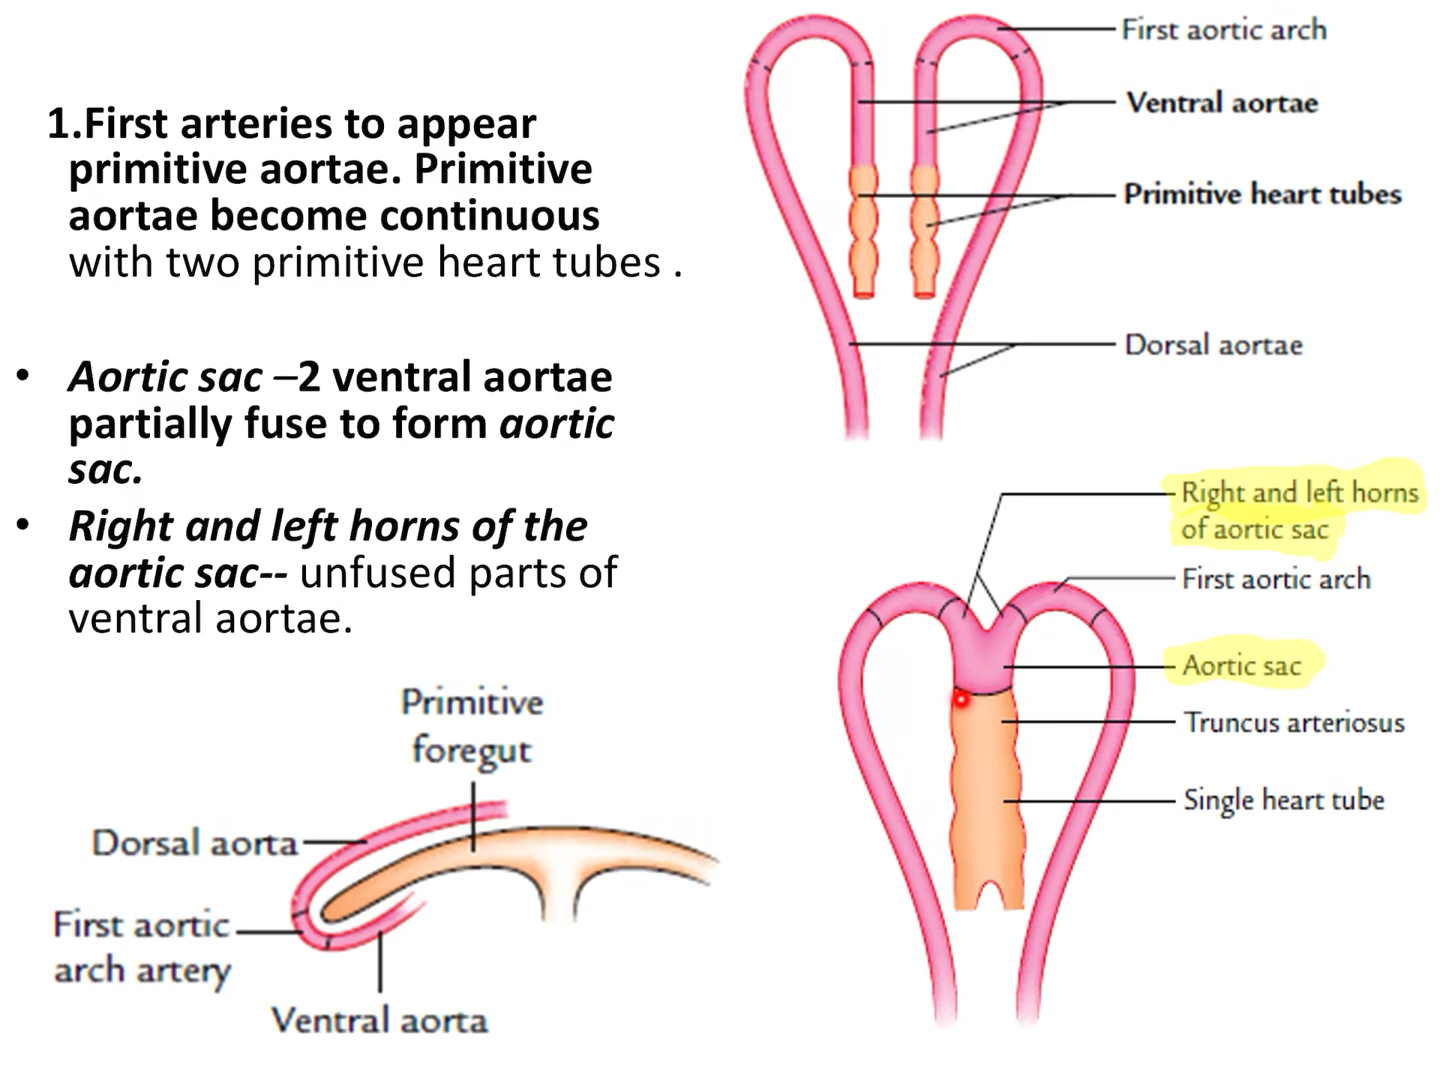 1.First arteries to appear
primitive aortae. Primitive
aortae become continuous
with two primitive heart tubes .
• Aortic sac –2 ventral aortae
partially fuse to form aortic
sac.
• Right and left horns of the
aortic sac-- unfused parts of
ventral aortae.
First aortic arch
Ventral aortae
Primitive heart tubes
Dorsal aortae
Right and left horns
of aortic sac
First aortic arch
Aortic sac
Truncus arteriosus
Single heart tube
Primitive
foregut
Dorsal aorta
First aortic
arch artery
Ventral aorta